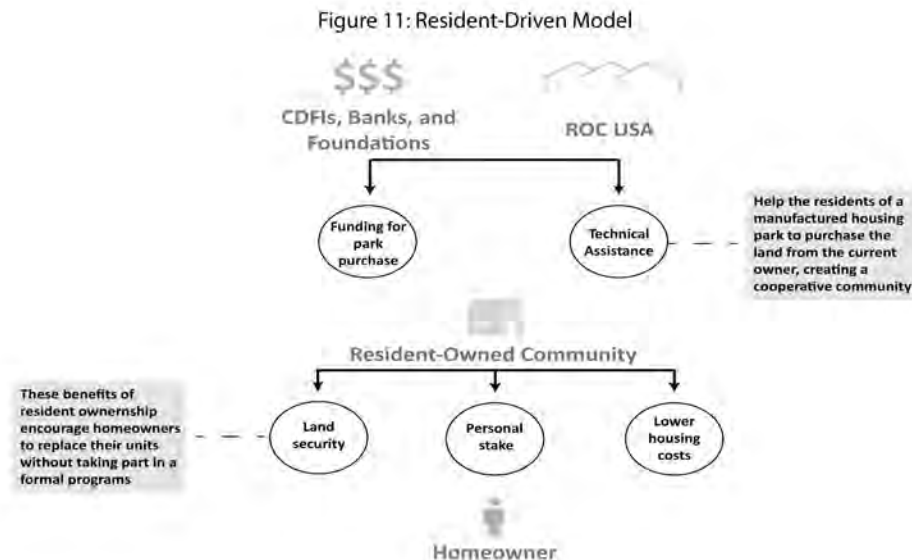 Figure 11: Resident-Driven Model
$$$
CDFIs, Banks, and
Foundations
ROC USA
Funding for
park
purchase
Technical
Assistance
Help the residents of a
manufactured housing
park to purchase the
land from the current
owner, creating a
cooperative community
Resident-Owned Community
These benefits of
resident ownernship
encourage homeowners
to replace their units
without taking part in a
formal programs
Land
security
Personal
stake
Lower
housing
costs
Homeowner